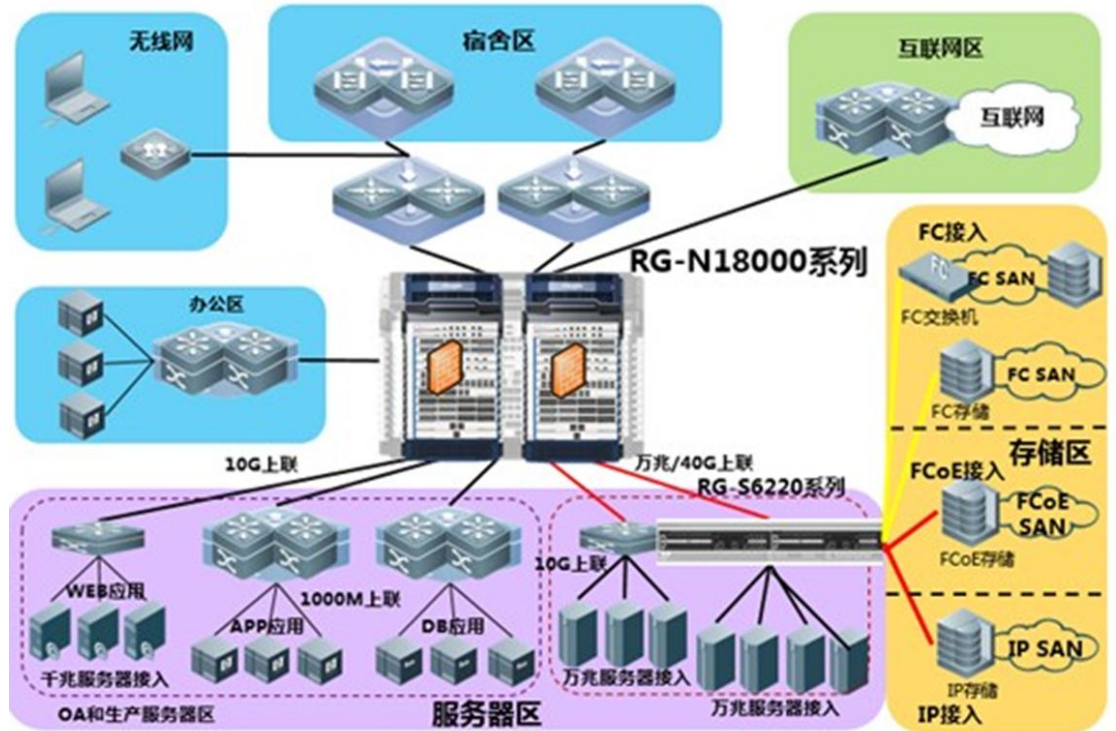 无线网
宿舍区
互联网区
互联网
RG-N18000系列
FC接入
FC
FC SAN
FC交换机
办公区
FC SAN
FC存储
10G上联
万兆/40G上联
存储区
RG-S6220系列
FCoE接入
FCoE
SAN
FCoE存储
10G上联
WEB应用
1000M上联
APP应用
DB应用
千兆服务器接入
万兆服务器接入
万兆服务器接入
IP SAN
IP存储
IP接入
OA和生产服务器区
服务器区